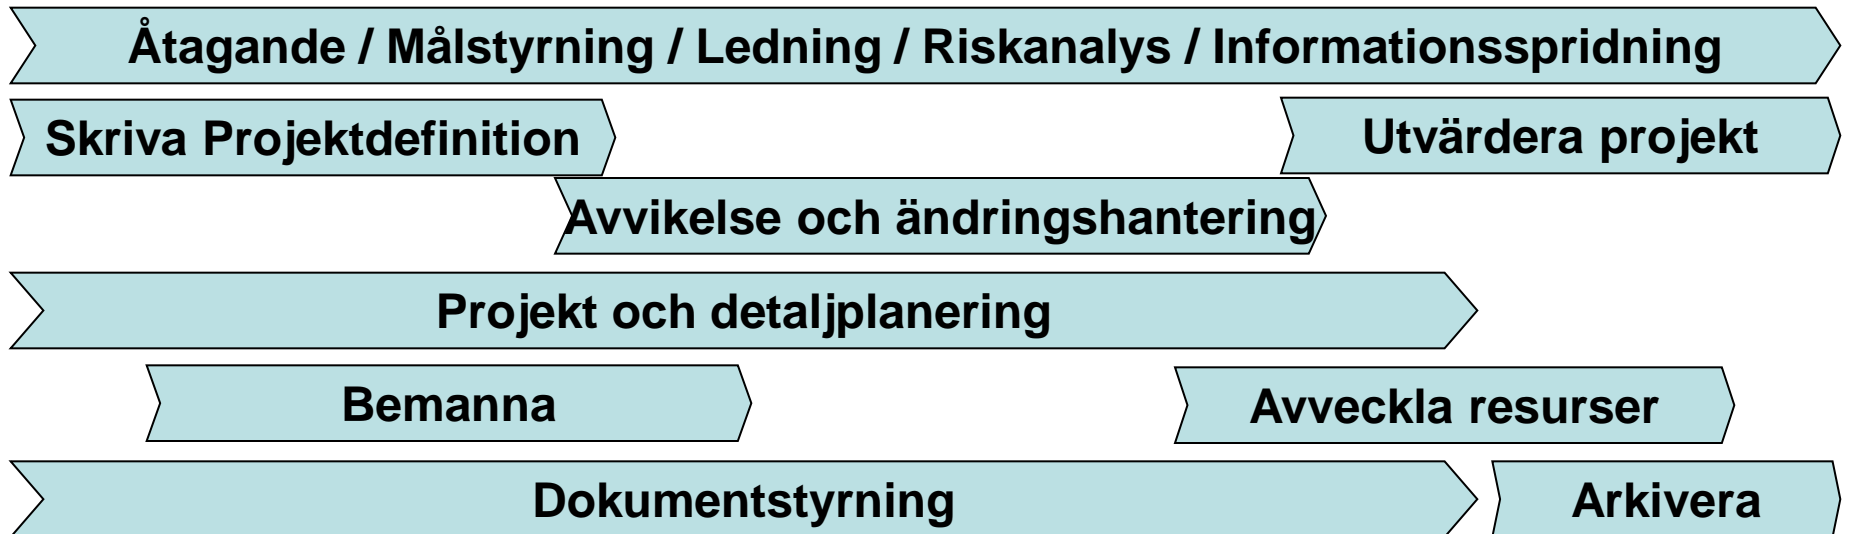 Åtagande / Målstyrning / Ledning / Riskanalys / Informationsspridning
Skriva Projektdefinition
Utvärdera projekt
Avvikelse och ändringshantering
Projekt och detaljplanering
Bemanna
Avveckla resurser
Dokumentstyrning
Arkivera